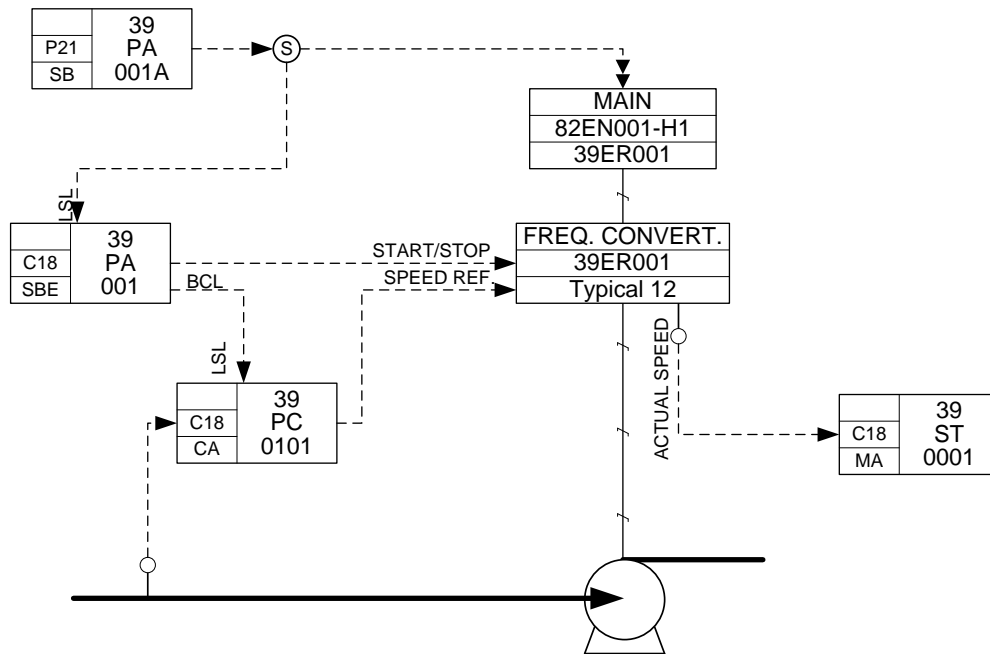 39
P21
PA
SB
001A
S
MAIN
82EN001-H1
39ER001
LSL
39
C18
PA
SBE
001
START/STOP
BCL
SPEED REF.
FREQ. CONVERT.
39ER001
Typical 12
LSL
39
C18
PC
CA
0101
ACTUAL SPEED
39
C18
ST
MA
0001